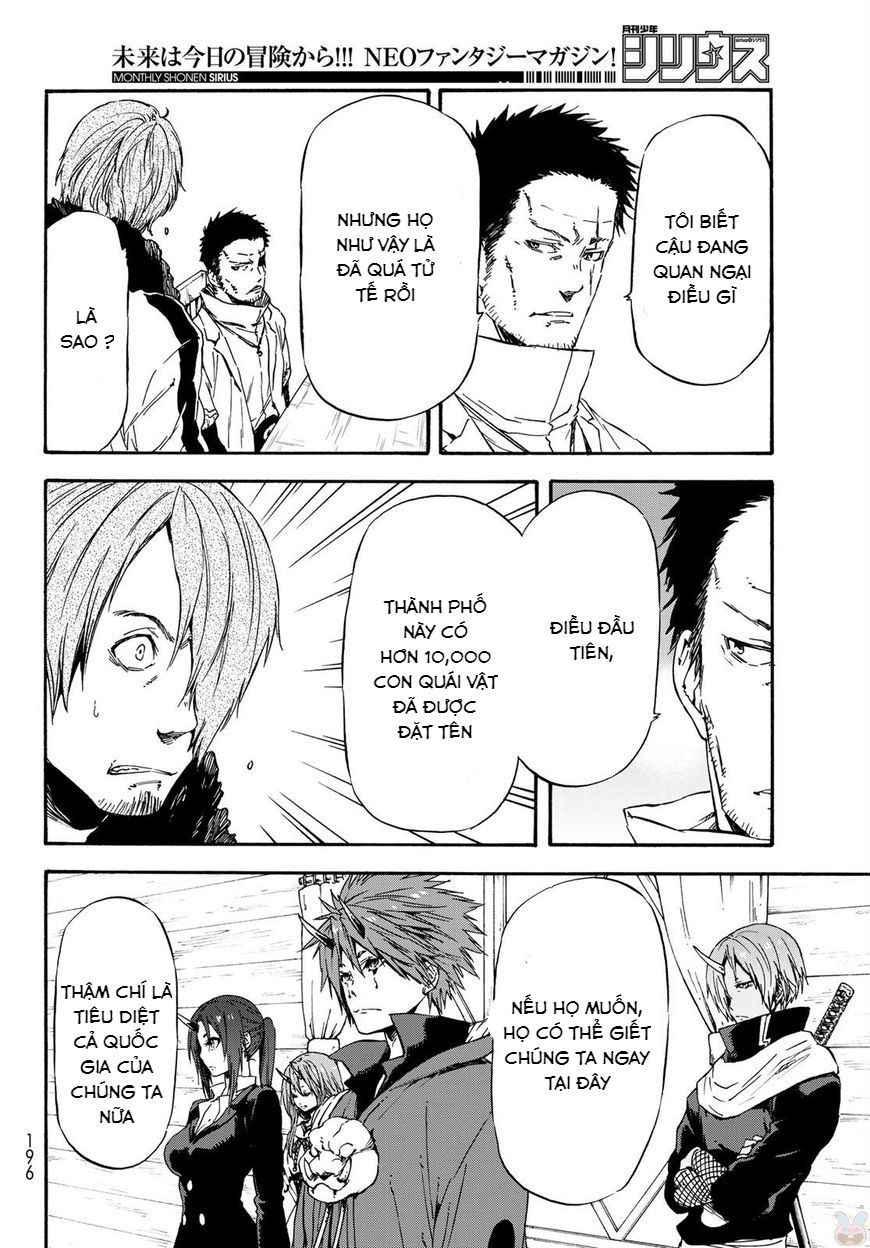 月刊少年
シリウス
sirius シリウス
未来は今日の冒険から!!! NEOファンタジーマガジン!
MONTHLY SHONEN SIRIUS
TÔI BIẾT
CẬU ĐANG
QUAN NGẠI
ĐIỀU GÌ
NHƯNG HỌ
NHƯ VẬY LÀ
ĐÃ QUÁ TỬ
TẾ RỒI
LÀ
SAO ?
ĐIỀU ĐẦU
TIÊN,
THÀNH PHỐ
NÀY CÓ
HƠN 10,000
CON QUÁI VẬT
ĐÃ ĐƯỢC
ĐẶT TÊN
NẾU HỌ MUỐN,
HỌ CÓ THỂ GIẾT
CHÚNG TA NGAY
TẠI ĐÂY
THẬM CHÍ LÀ
TIÊU DIỆT
CẢ QUỐC
GIA CỦA
CHÚNG TA
NỮA
196